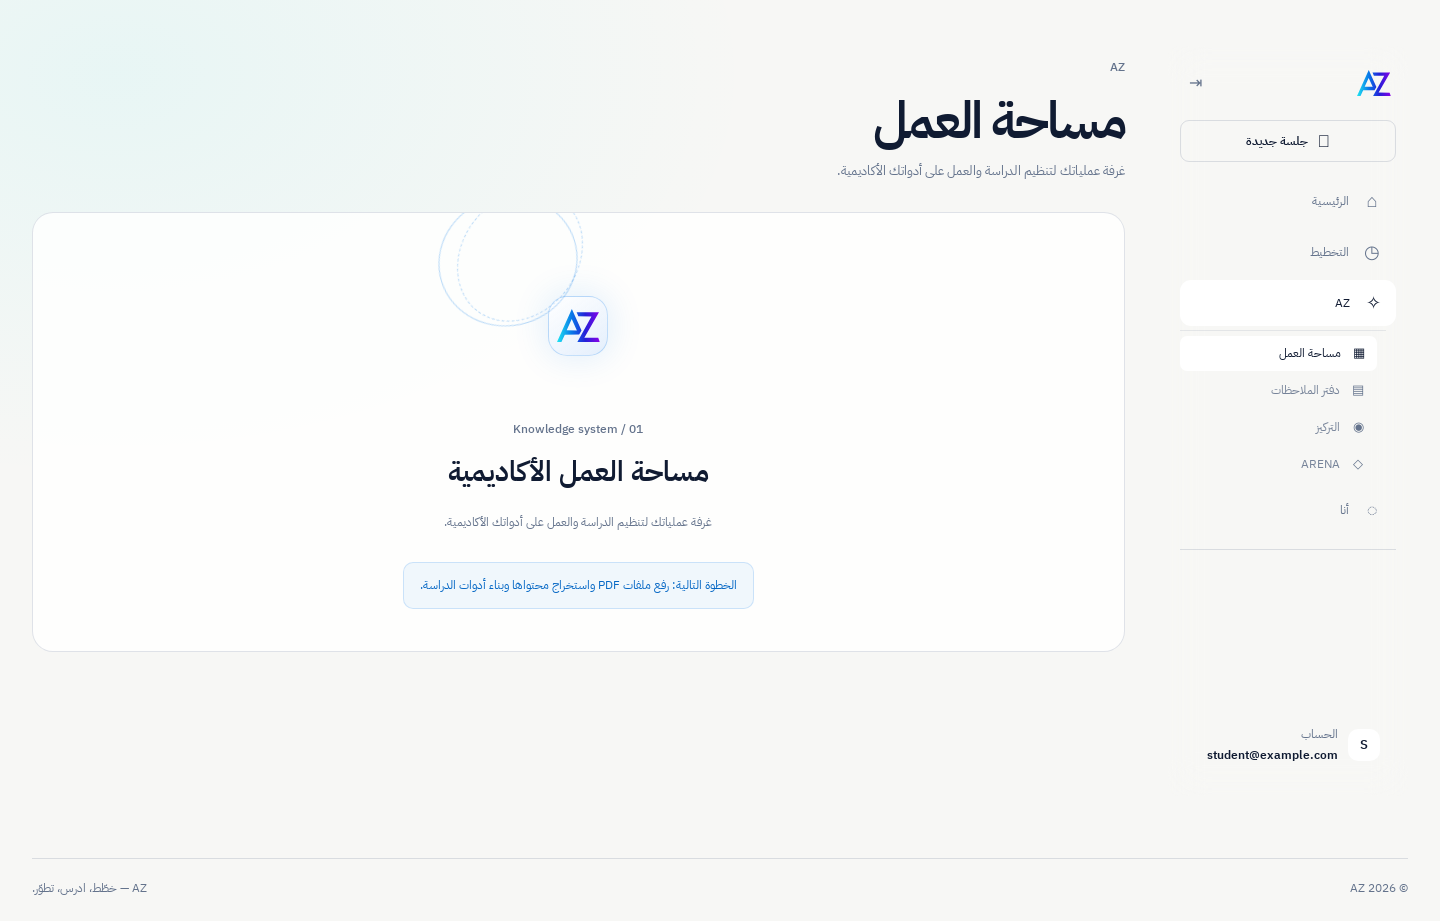 AZ
جلسة جديدة
الرئيسية
التخطيط
AZ
مساحة العمل
دفتر الملاحظات
التركيز
ARENA
أنا
الحساب
student@example.com
S
AZ
مساحة العمل
غرفة عملياتك لتنظيم الدراسة والعمل على أدواتك الأكاديمية.
AZ
Knowledge system / 01
مساحة العمل الأكاديمية
غرفة عملياتك لتنظيم الدراسة والعمل على أدواتك الأكاديمية.
الخطوة التالية: رفع ملفات PDF واستخراج محتواها وبناء أدوات الدراسة.
© 2026 AZ
AZ — خطّط، ادرس، تطوّر.